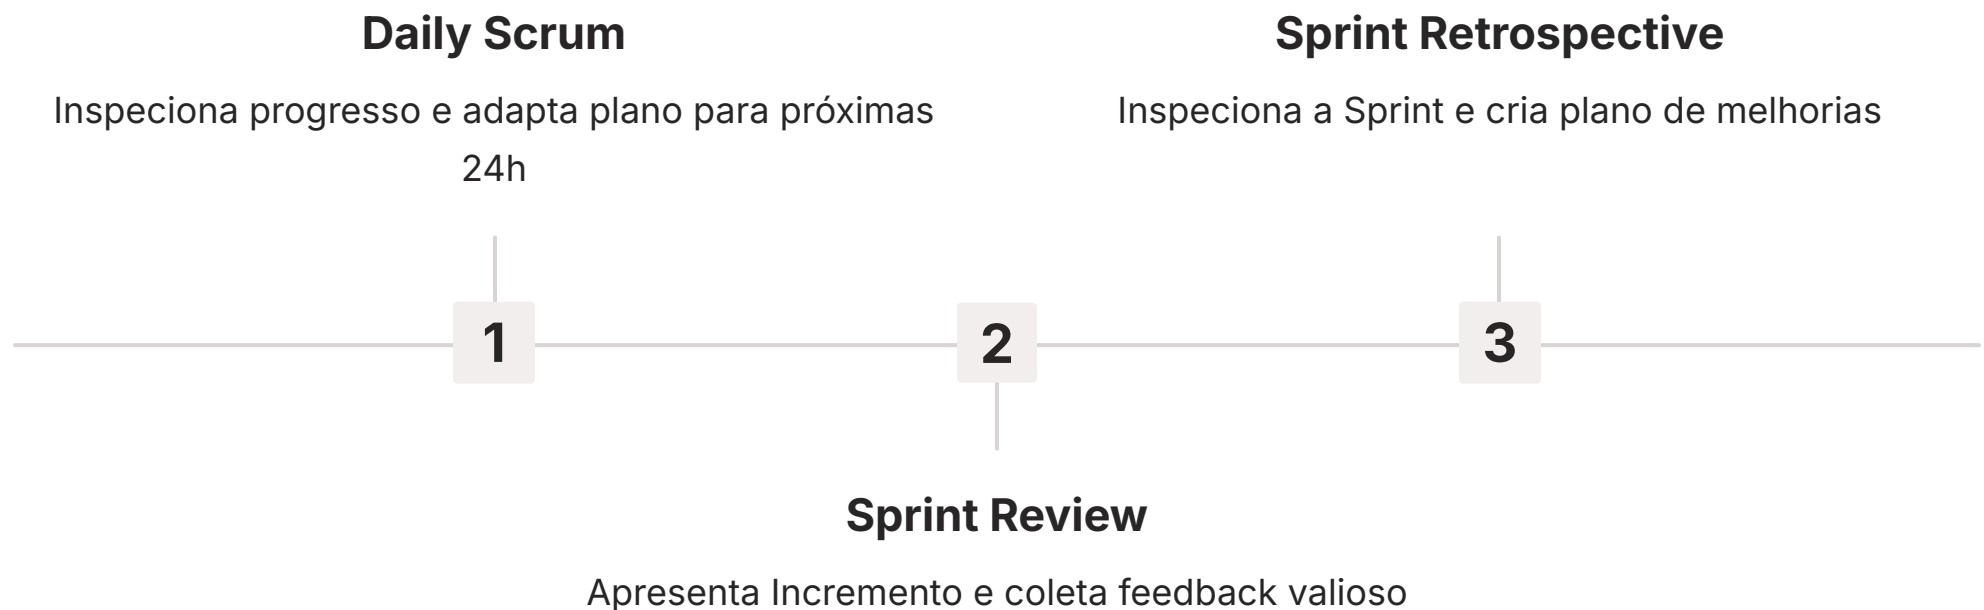 Daily Scrum
Inspeciona progresso e adapta plano para próximas
24h
Sprint Retrospective
Inspeciona a Sprint e cria plano de melhorias
1
2
3
Sprint Review
Apresenta Incremento e coleta feedback valioso